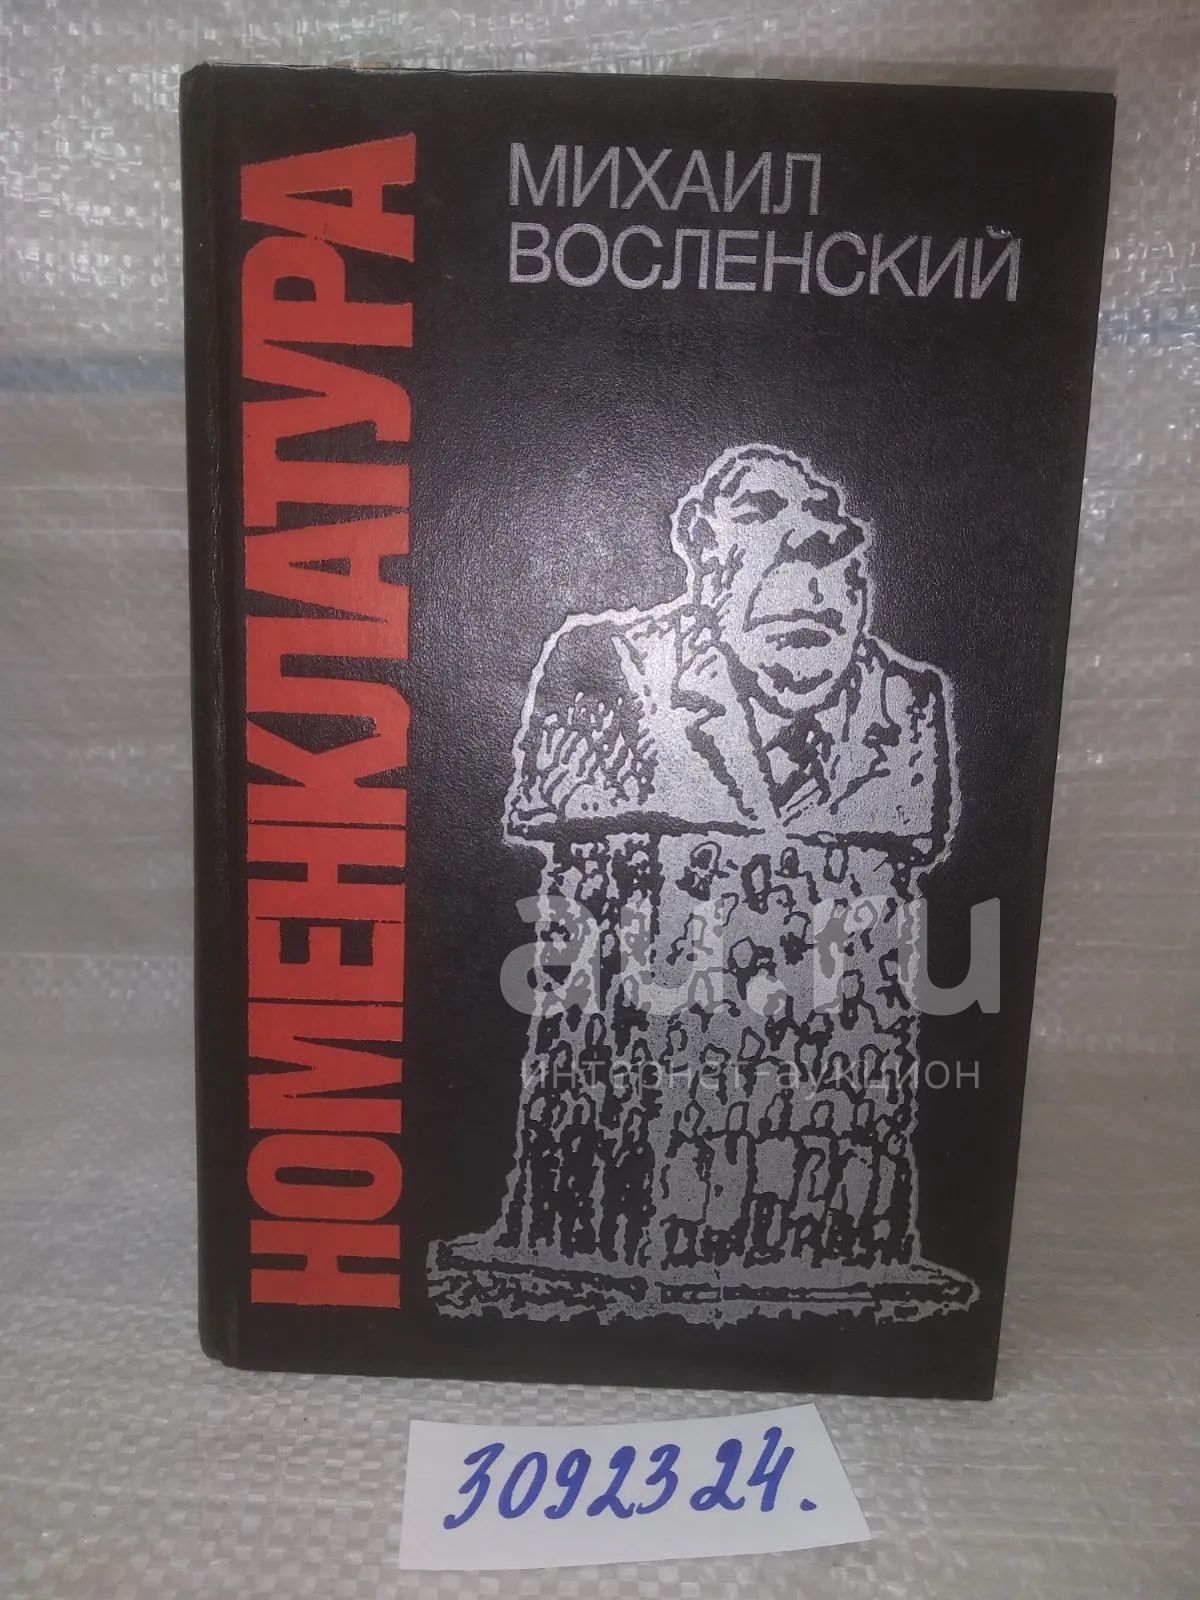 НОМЕНКЛАТУРА
МИХАИЛ
ВОСЛЕНСКИЙ
au.ru
интернет-аукцион
3092324.